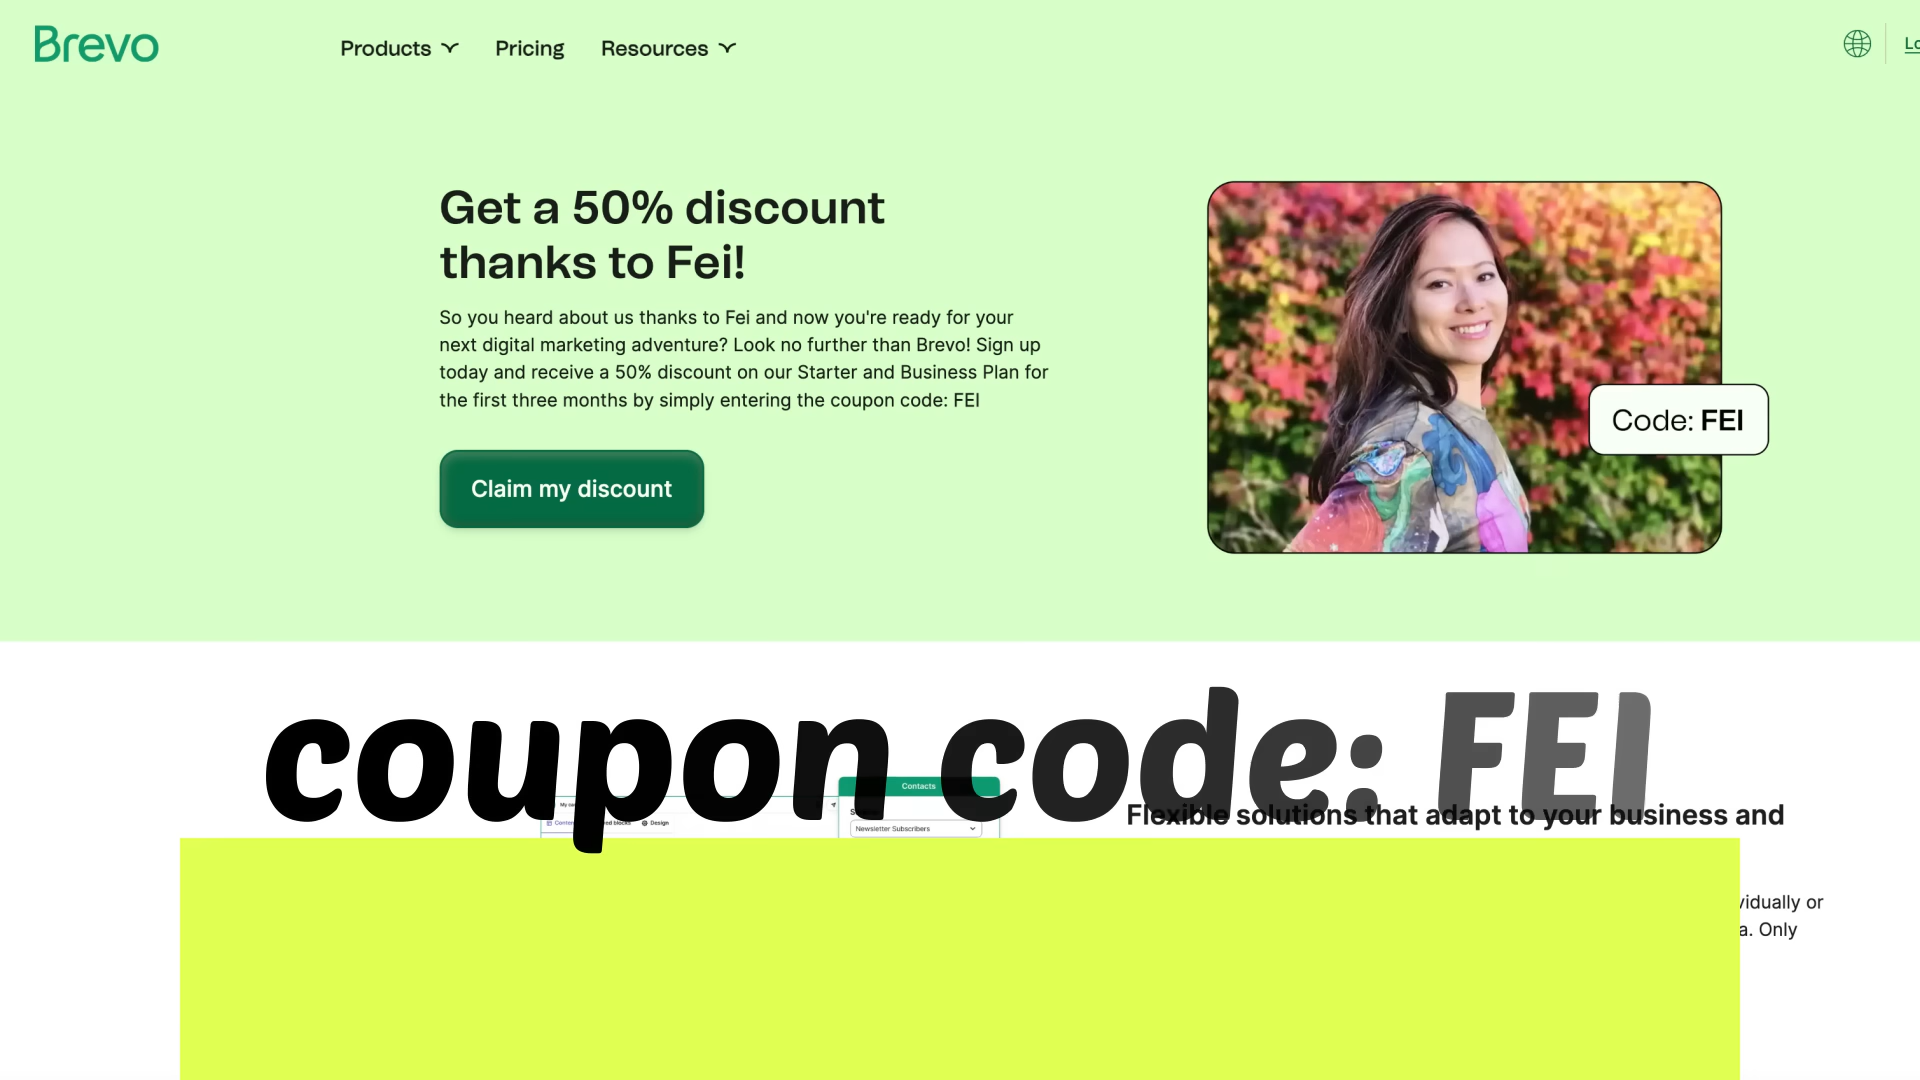 Brevo
Products
Pricing
Resources
Get a 50% discount
thanks to Fei!
So you heard about us thanks to Fei and now you're ready for your
next digital marketing adventure? Look no further than Brevo! Sign up
today and receive a 50% discount on our Starter and Business Plan for
the first three months by simply entering the coupon code: FEI
Claim my discount
Code: FEI
coupon code: FEI
Contacts
Newsletter Subscribers
My
blocks
Design
Flexible solutions that adapt to your business and
or
Only